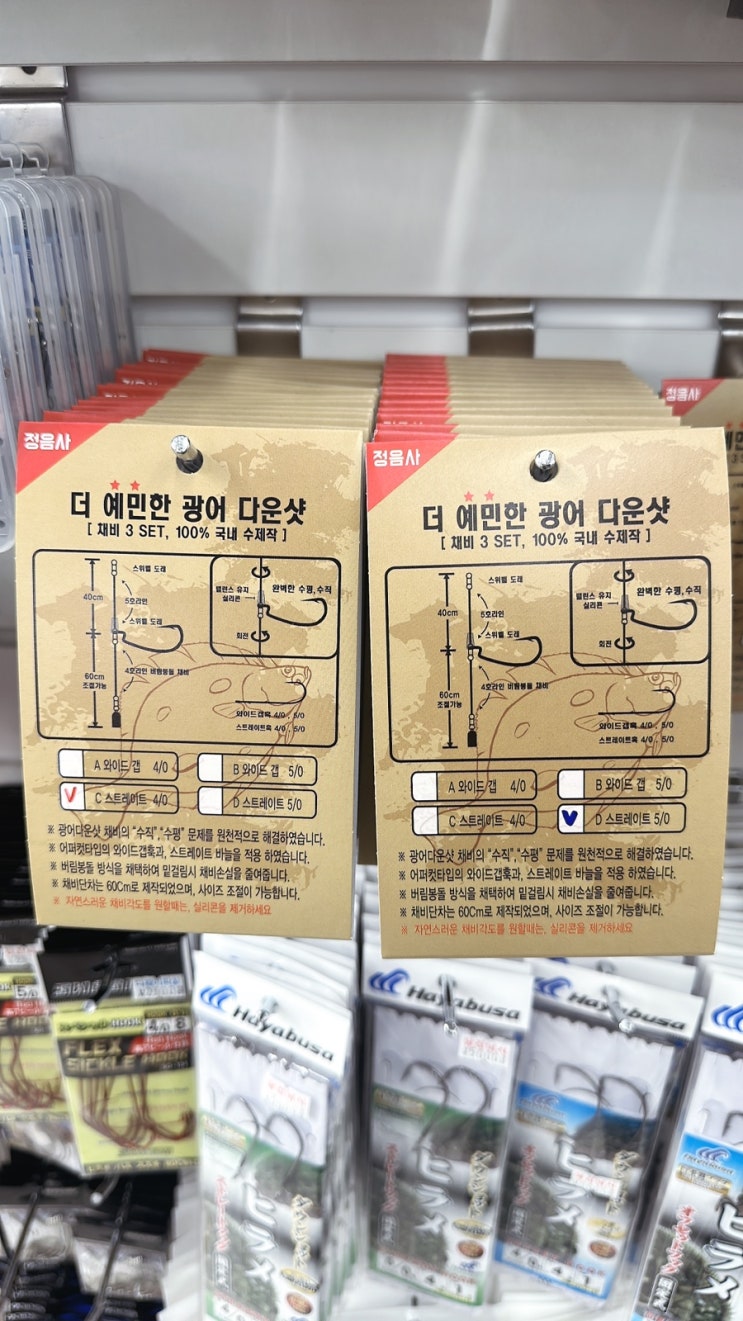 정음사
더 예민한 광어 다운샷
[ 채비 3 SET, 100% 국내 수제작 ]
스위벨 도래
40cm
5호라인
스위벨 도래
60cm
조절가능
4호라인 버림봉돌 채비
밸런스 유지
실리콘
완벽한 수평,수직
회전
와이드갭훅 4/0 , 5/0
스트레이트훅 4/0 , 5/0
A 와이드 갭 4/0
B 와이드 갭 5/0
V C 스트레이트 4/0
D 스트레이트 5/0
※ 광어다운샷 채비의 "수직","수평" 문제를 원천적으로 해결하였습니다.
※ 어퍼컷타입의 와이드갭훅과, 스트레이트 바늘을 적용 하였습니다.
※ 버림봉돌 방식을 채택하여 밑걸림시 채비손실을 줄여줍니다.
※ 채비단차는 60Cm로 제작되었으며, 사이즈 조절이 가능합니다.
※ 자연스러운 채비각도를 원할때는, 실리콘을 제거하세요
정음사
더 예민한 광어 다운샷
[ 채비 3 SET, 100% 국내 수제작 ]
스위벨 도래
40cm
5호라인
스위벨 도래
60cm
조절가능
4호라인 버림봉돌 채비
밸런스 유지
실리콘
완벽한 수평,수직
회전
와이드갭훅 4/0 , 5/0
스트레이트훅 4/0 , 5/0
A 와이드 갭 4/0
B 와이드 갭 5/0
C 스트레이트 4/0
V D 스트레이트 5/0
※ 광어다운샷 채비의 "수직","수평" 문제를 원천적으로 해결하였습니다.
※ 어퍼컷타입의 와이드갭훅과, 스트레이트 바늘을 적용 하였습니다.
※ 버림봉돌 방식을 채택하여 밑걸림시 채비손실을 줄여줍니다.
※ 채비단차는 60Cm로 제작되었으며, 사이즈 조절이 가능합니다.
※ 자연스러운 채비각도를 원할때는, 실리콘을 제거하세요
정음사
FLEX
SICKLE HOOK
Hayabusa
ヒラメ
Hayabusa
ヒラメ
Hayabusa
ヒラメ
ヒラメ